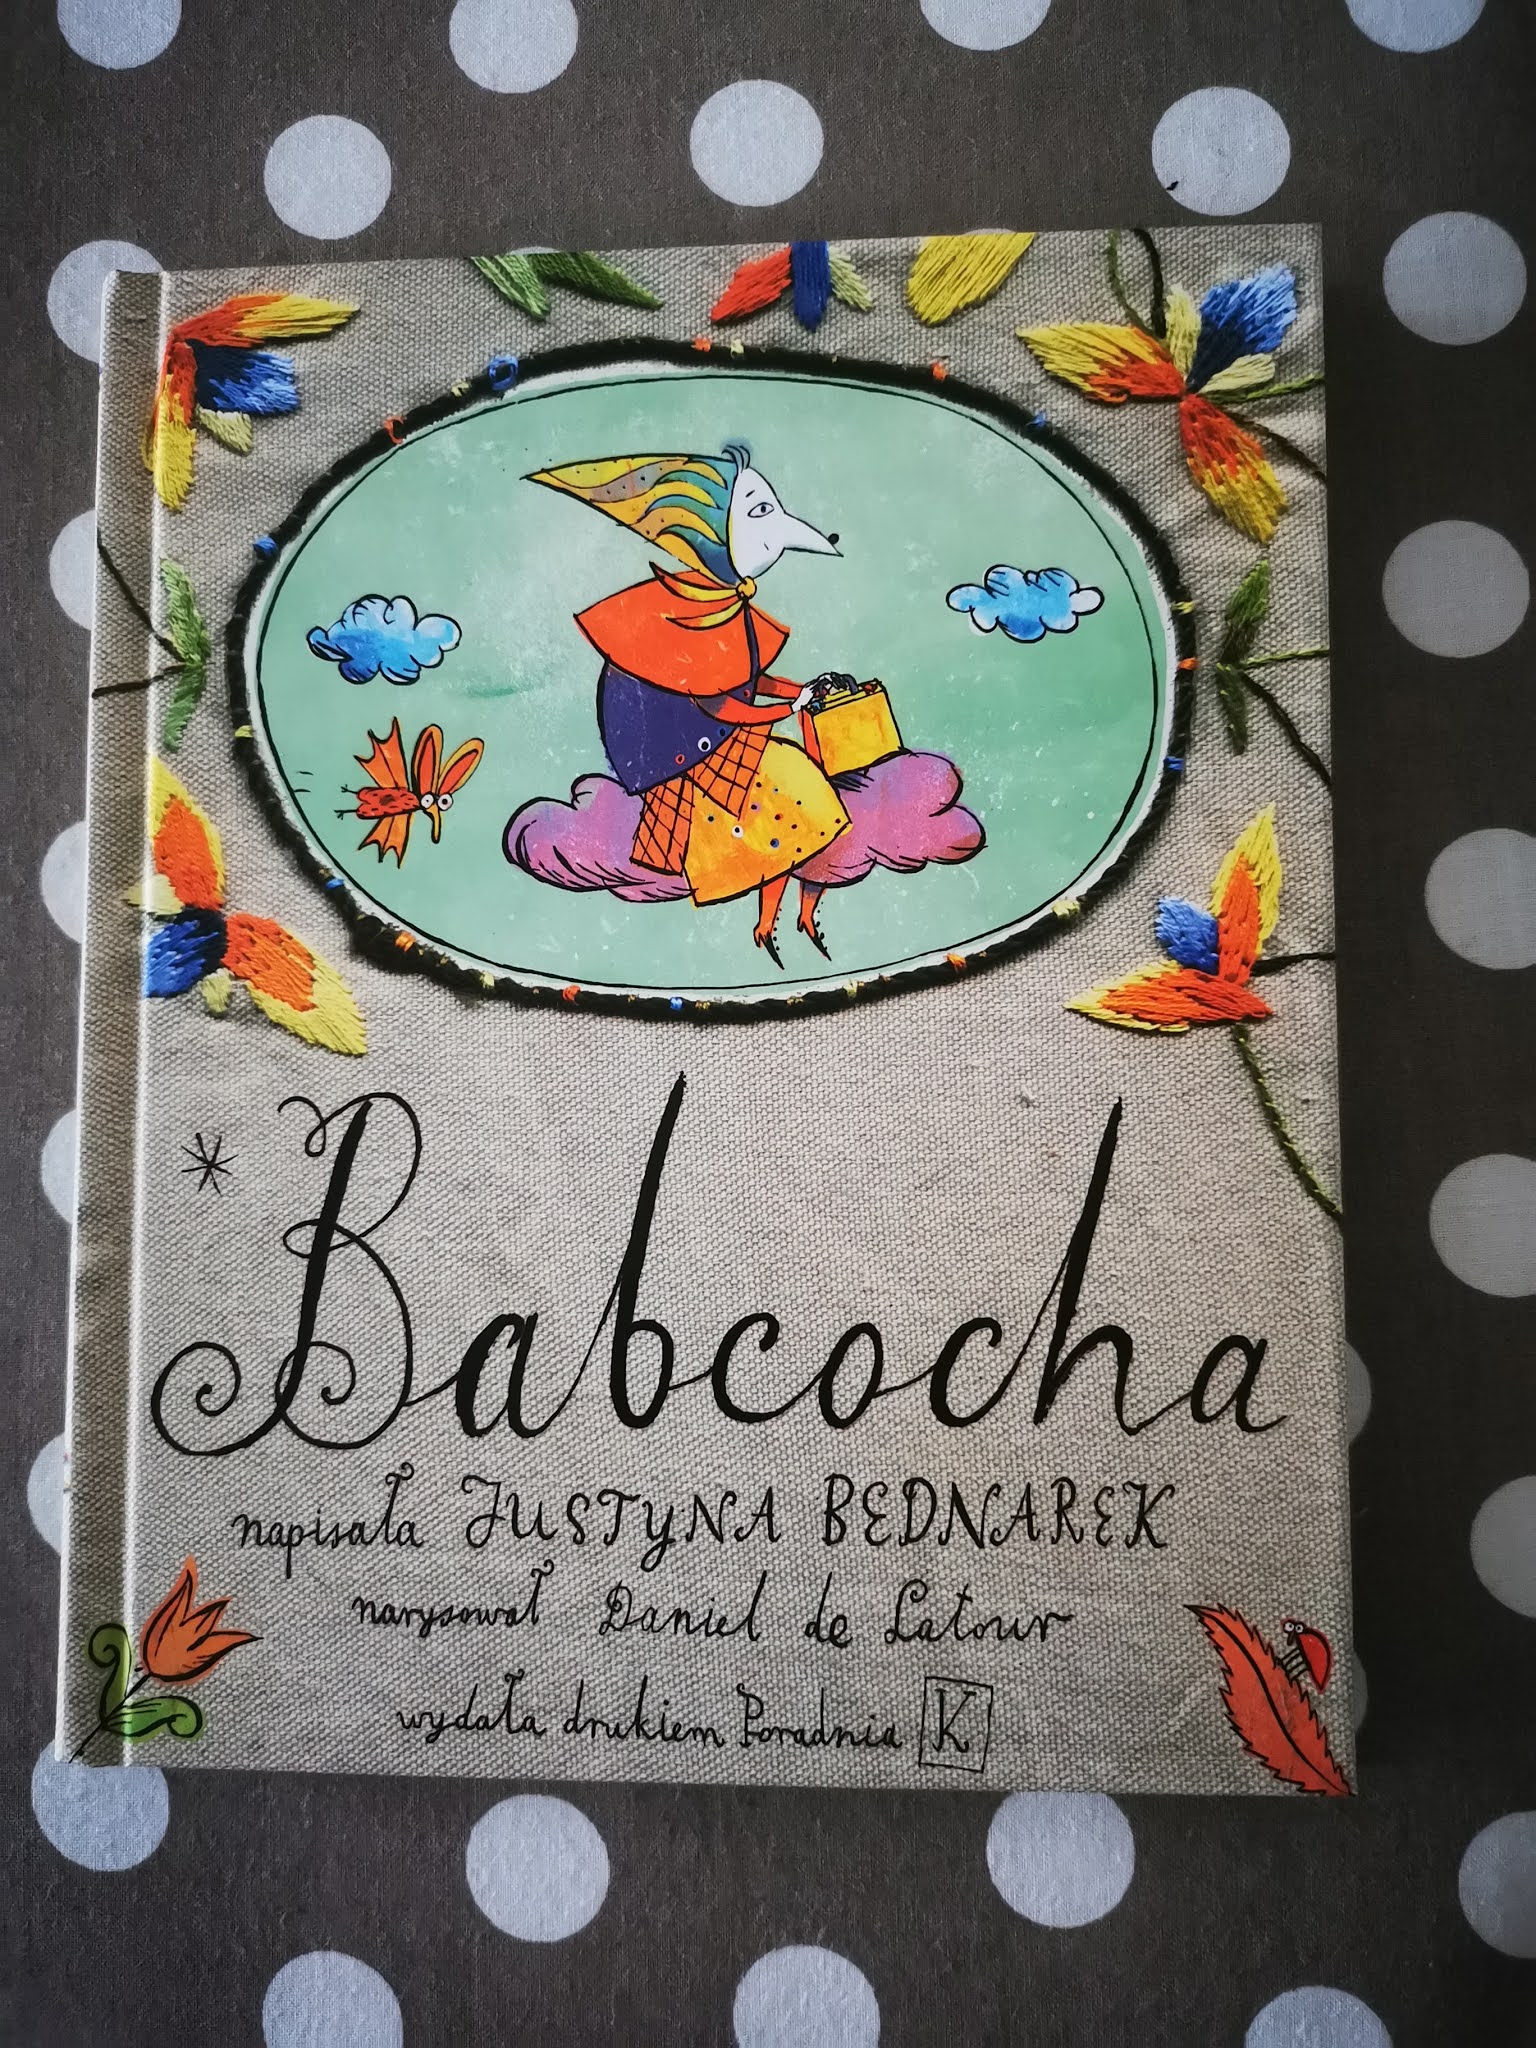 Babcocha
napisała JUSTYNA BEDNAREK
narysował Daniel de Latour
wydała drukiem Poradnia K